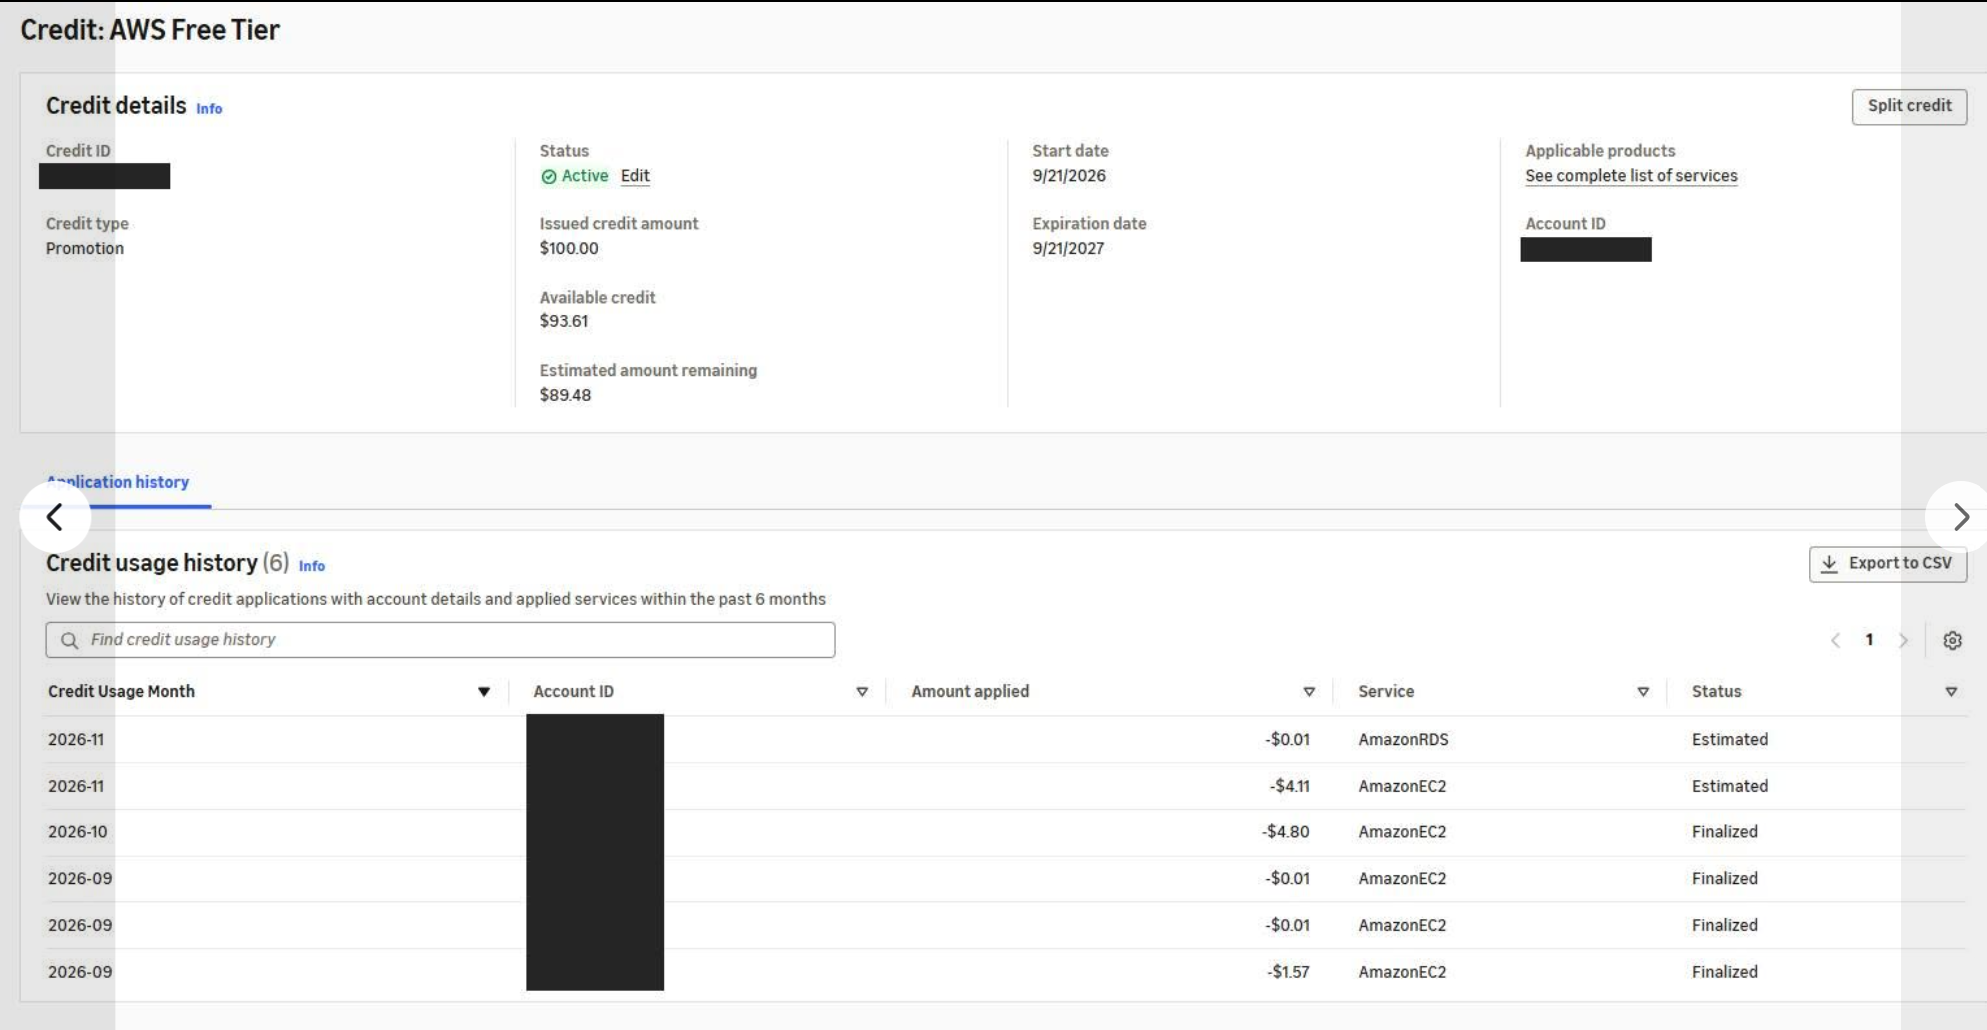 Credit: AWS Free Tier
Credit details Info
Split credit
Credit ID
Status
Start date
Applicable products
Active Edit
9/21/2026
See complete list of services
Credit type
Issued credit amount
Expiration date
Account ID
Promotion
$100.00
9/21/2027
Available credit
$93.61
Estimated amount remaining
$89.48
Application history
Credit usage history (6) Info
Export to CSV
View the history of credit applications with account details and applied services within the past 6 months
Find credit usage history
1
Credit Usage Month Account ID Amount applied Service Status
2026-11 -$0.01 AmazonRDS Estimated
2026-11 -$4.11 AmazonEC2 Estimated
2026-10 -$4.80 AmazonEC2 Finalized
2026-09 -$0.01 AmazonEC2 Finalized
2026-09 -$0.01 AmazonEC2 Finalized
2026-09 -$1.57 AmazonEC2 Finalized